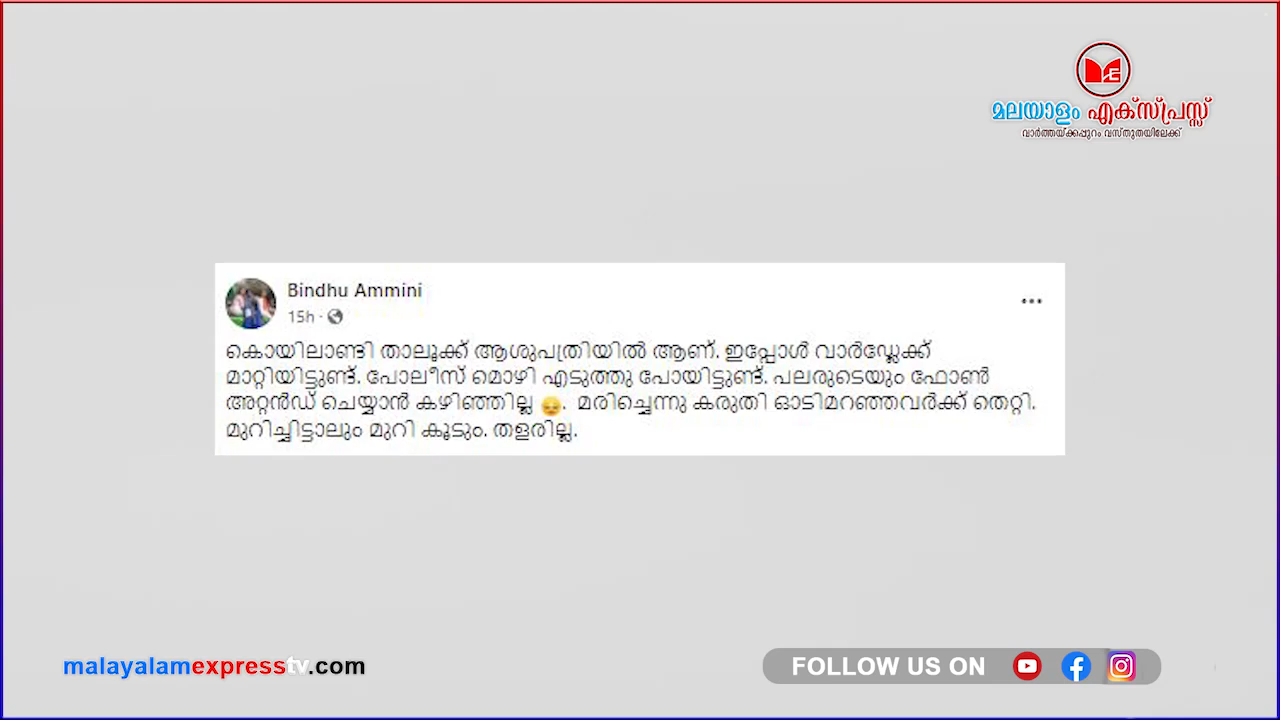 മലയാളം എക്സ്പ്രസ്സ്
വാർത്തയ്ക്കപ്പുറം വസ്തുതയിലേക്ക്
Bindhu Ammini
15h ·
കൊയിലാണ്ടി താലൂക്ക് ആശുപത്രിയിൽ ആണ്. ഇപ്പോൾ വാർഡ്ലേക്ക്
മാറ്റിയിട്ടുണ്ട്. പോലീസ് മൊഴി എടുത്തു പോയിട്ടുണ്ട്. പലരുടെയും ഫോൺ
അറ്റൻഡ് ചെയ്യാൻ കഴിഞ്ഞില്ല 😔. മരിച്ചെന്നു കരുതി ഓടിമറഞ്ഞവർക്ക് തെറ്റി.
മുറിച്ചിട്ടാലും മുറി കൂടും. തളരില്ല.
malayalamexpresstv.com
FOLLOW US ON